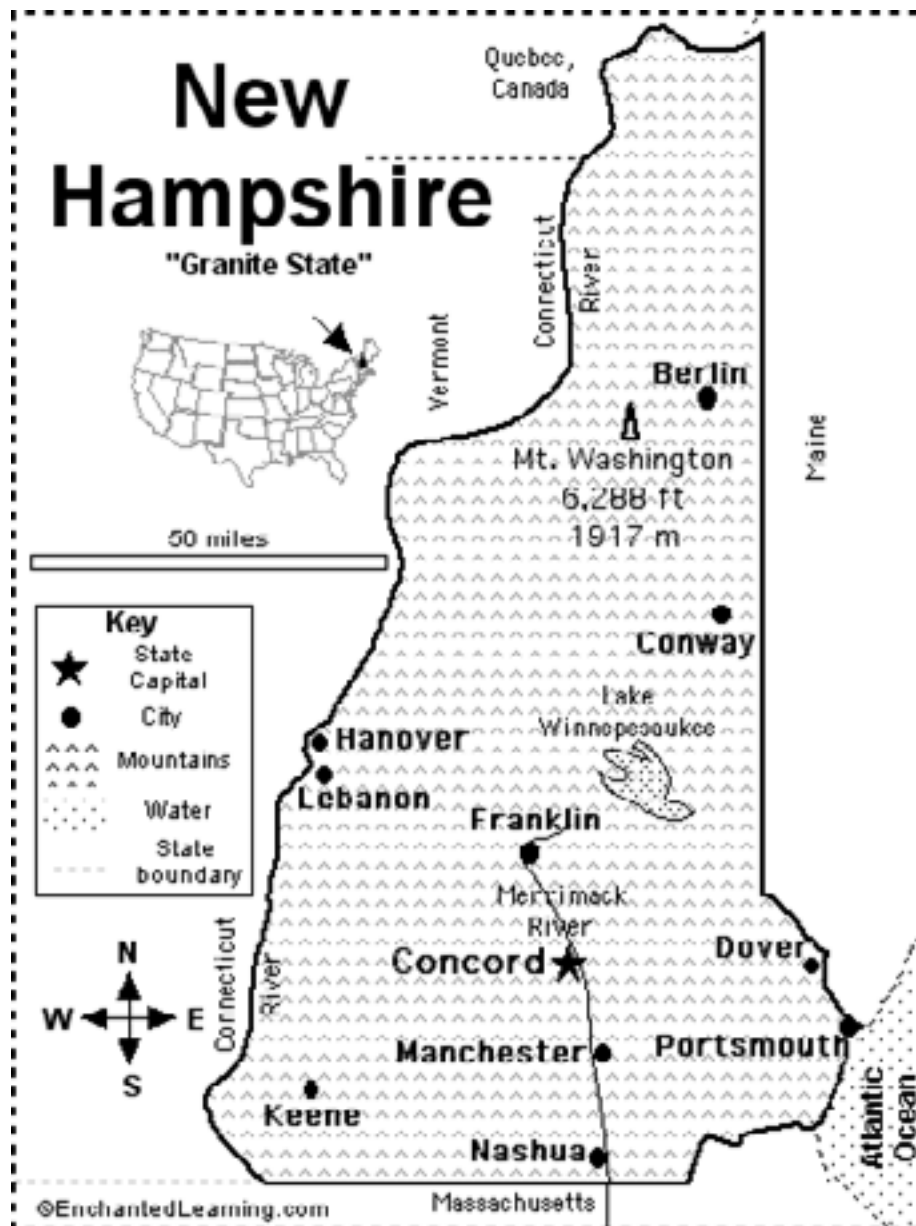 New
Hampshire
"Granite State"
Quebec,
Canada
Connecticut
River
Vermont
Maine
Berlin
Mt. Washington
6,288 ft
1917 m
50 miles
Key
State
Capital
City
Mountains
Water
State
boundary
Conway
Lake
Winnepesaukee
Hanover
Lebanon
Franklin
Merrimack
River
Connecticut
River
Concord
Dover
N
W
E
S
Manchester
Portsmouth
Keene
Nashua
Atlantic
Ocean
Massachusetts
©EnchantedLearning.com